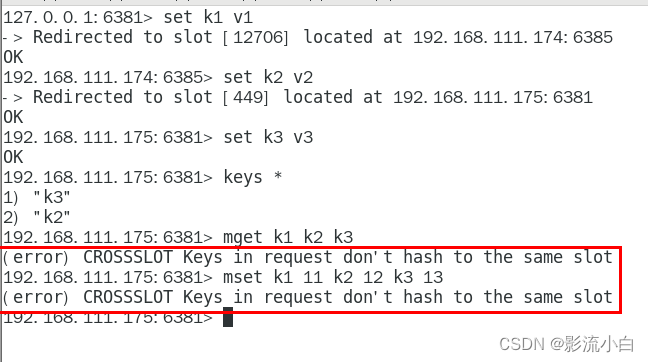 127.0.0.1:6381> set k1 v1
-> Redirected to slot [12706] located at 192.168.111.174:6385
OK
192.168.111.174:6385> set k2 v2
-> Redirected to slot [449] located at 192.168.111.175:6381
OK
192.168.111.175:6381> set k3 v3
OK
192.168.111.175:6381> keys *
1) "k3"
2) "k2"
192.168.111.175:6381> mget k1 k2 k3
(error) CROSSSLOT Keys in request don't hash to the same slot
192.168.111.175:6381> mset k1 11 k2 12 k3 13
(error) CROSSSLOT Keys in request don't hash to the same slot
192.168.111.175:6381>
CSDN @影流小白